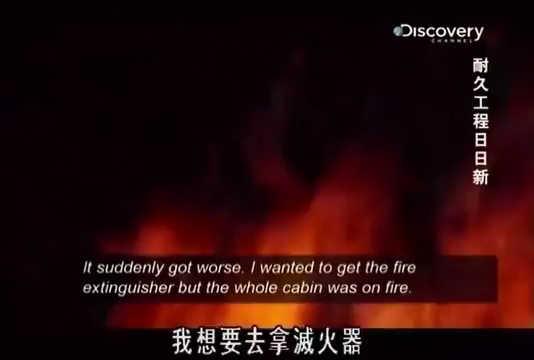 Discovery
CHANNEL
耐久工程日日新
It suddenly got worse. I wanted to get the fire
extinguisher but the whole cabin was on fire.
我想要去拿滅火器